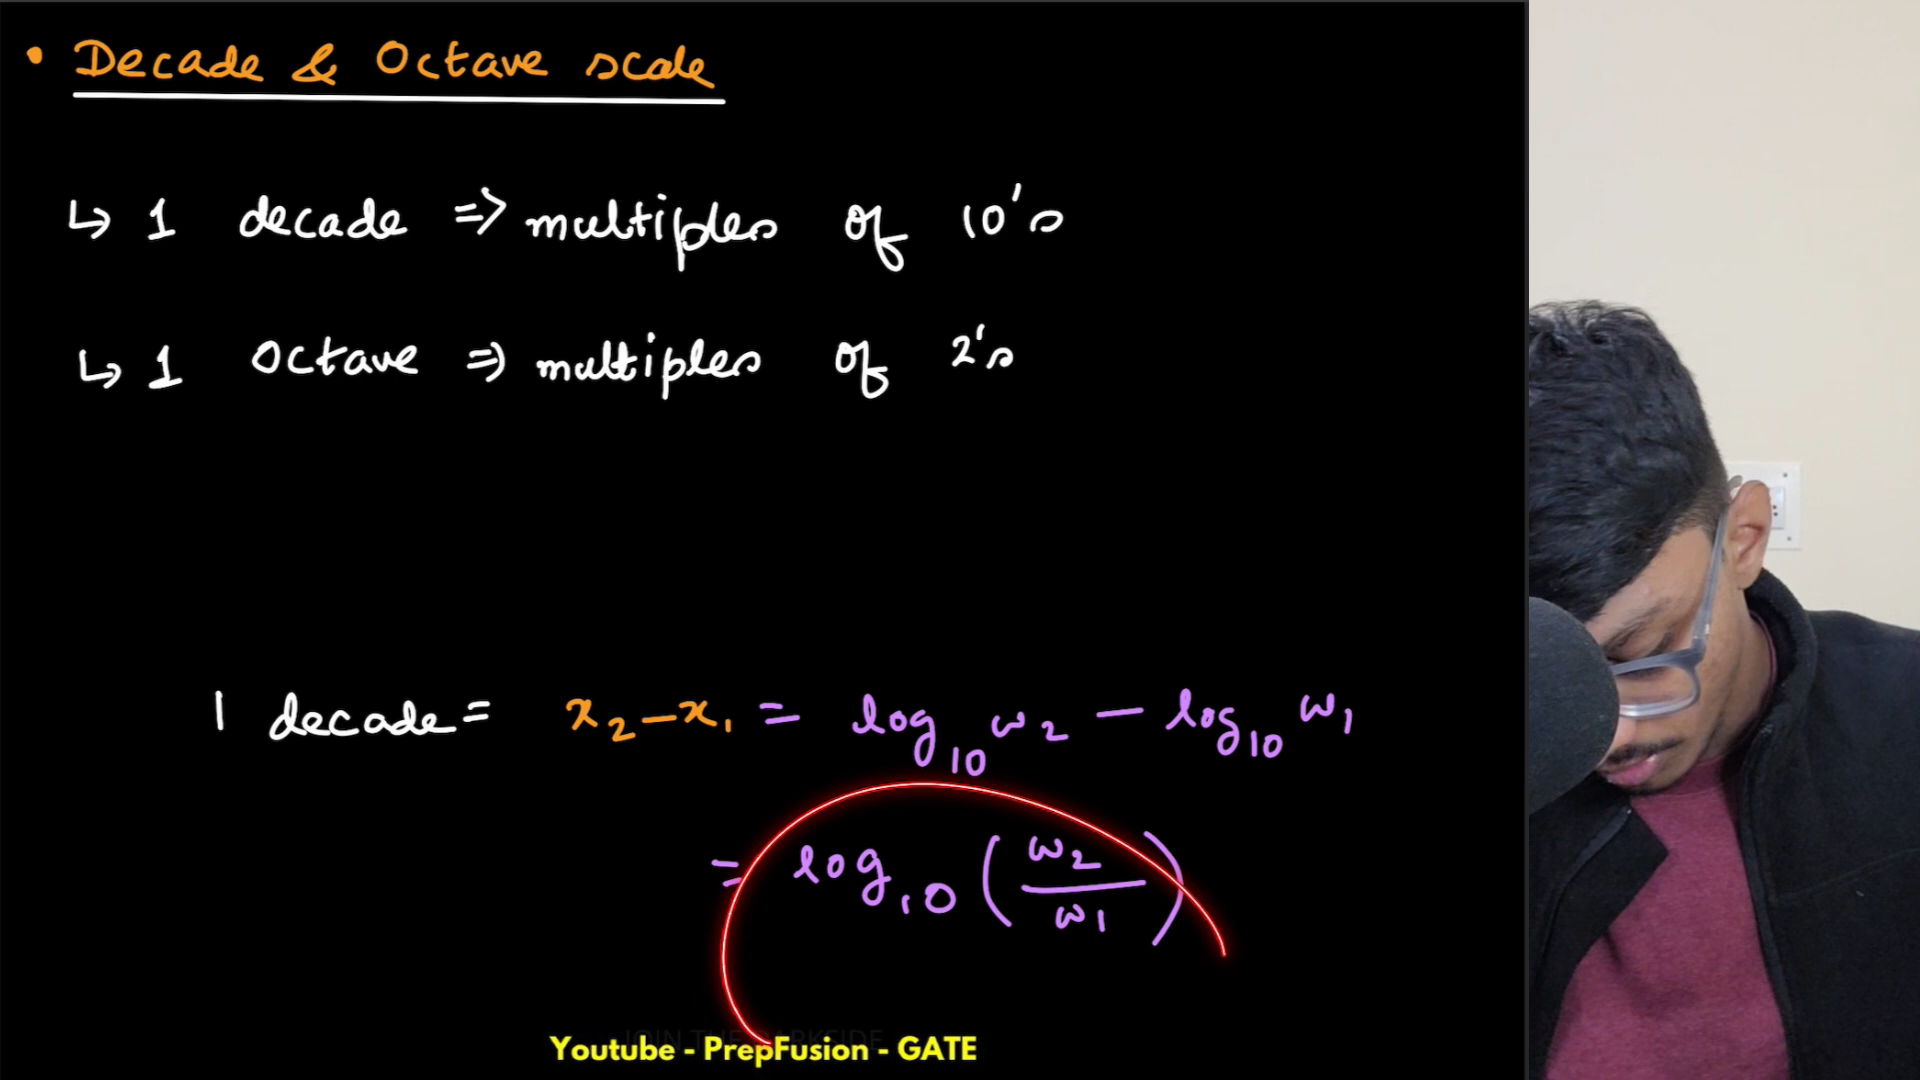 • Decade & Octave scale
↳ 1 decade => multiples of 10's
↳ 1 Octave => multiples of 2's
1 decade = x₂ - x₁ = log₁₀ ω₂ - log₁₀ ω₁
= log₁₀ (ω₂/ω₁)
Youtube - PrepFusion - GATE